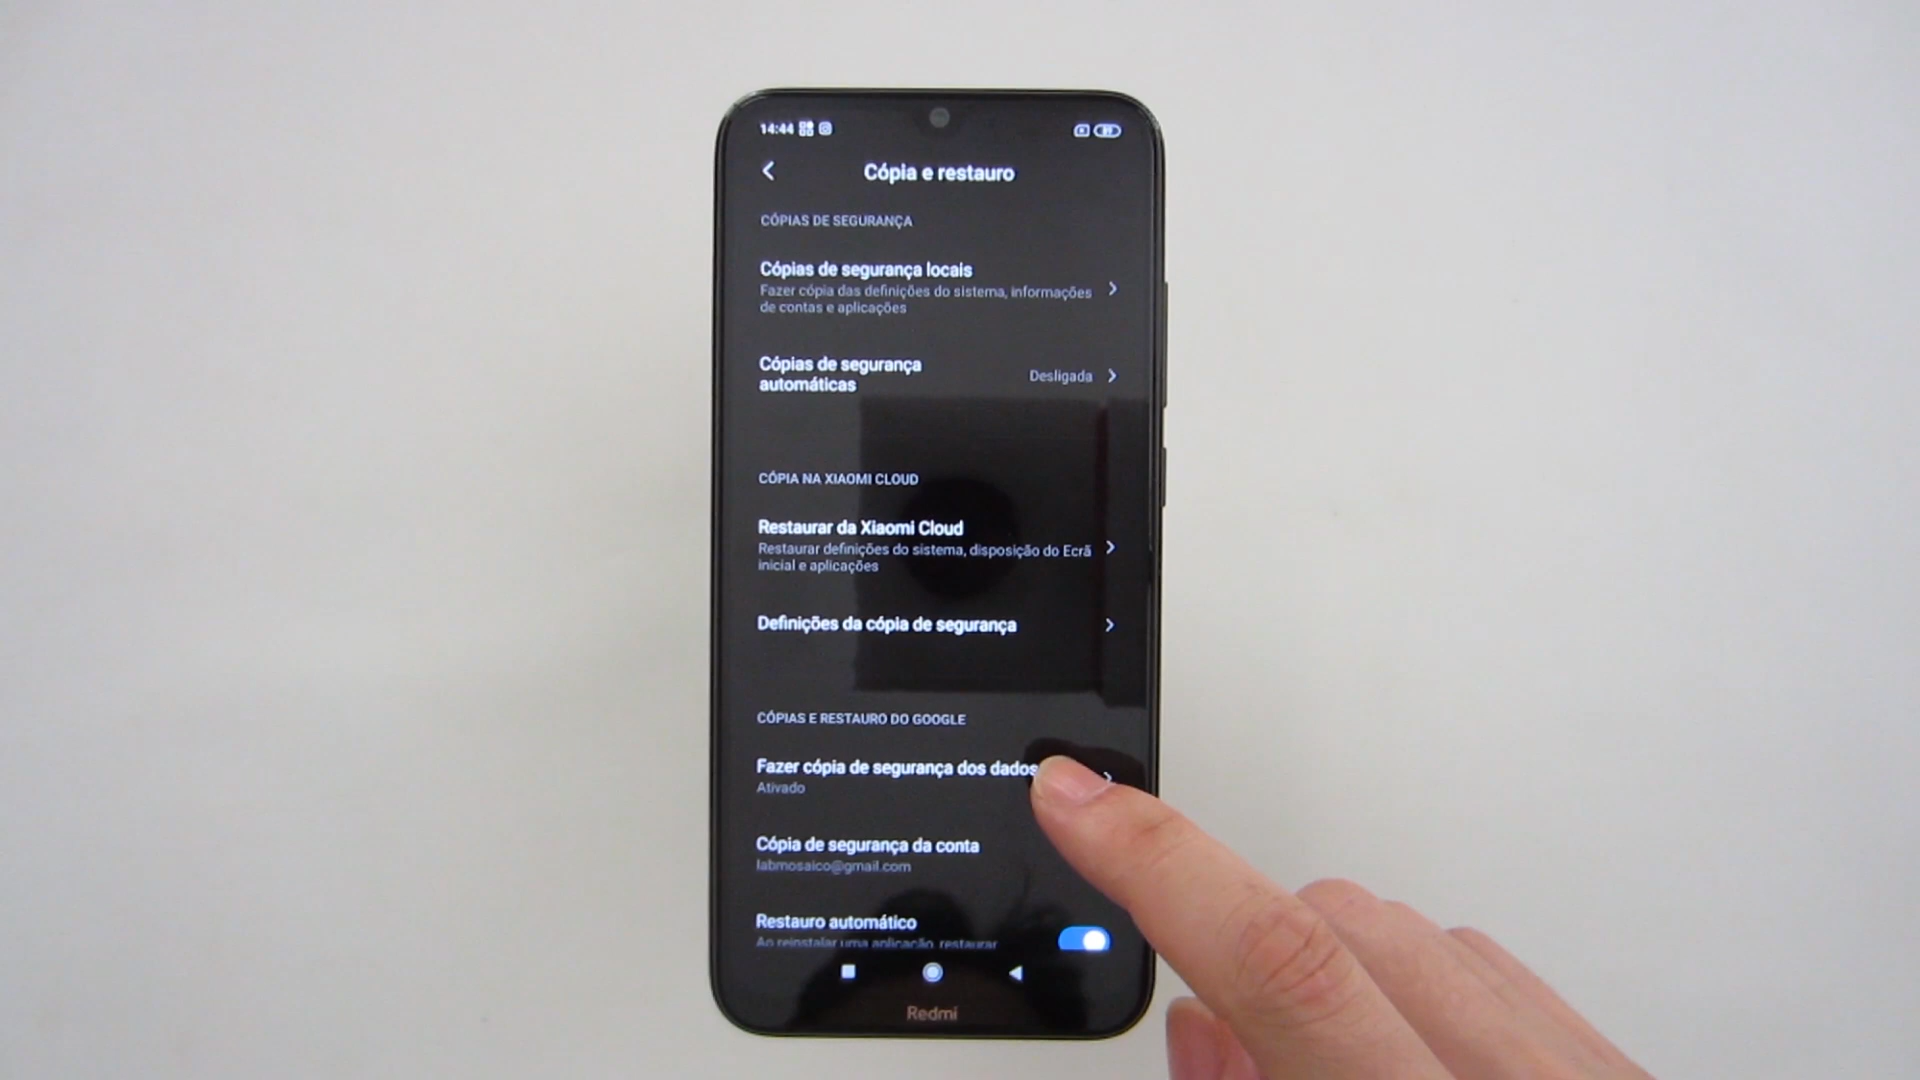 14:44
Cópia e restauro
CÓPIAS DE SEGURANÇA
Cópias de segurança locais
Fazer cópia das definições do sistema, informações
de contas e aplicações
Cópias de segurança
automáticas
Desligada
CÓPIA NA XIAOMI CLOUD
Restaurar da Xiaomi Cloud
Restaurar definições do sistema, disposição do Ecrã
inicial e aplicações
Definições da cópia de segurança
CÓPIAS E RESTAURO DO GOOGLE
Fazer cópia de segurança dos dados
Ativado
Cópia de segurança da conta
labmosaico@gmail.com
Restauro automático
Ao reinstalar uma aplicação, restaurar
Redmi